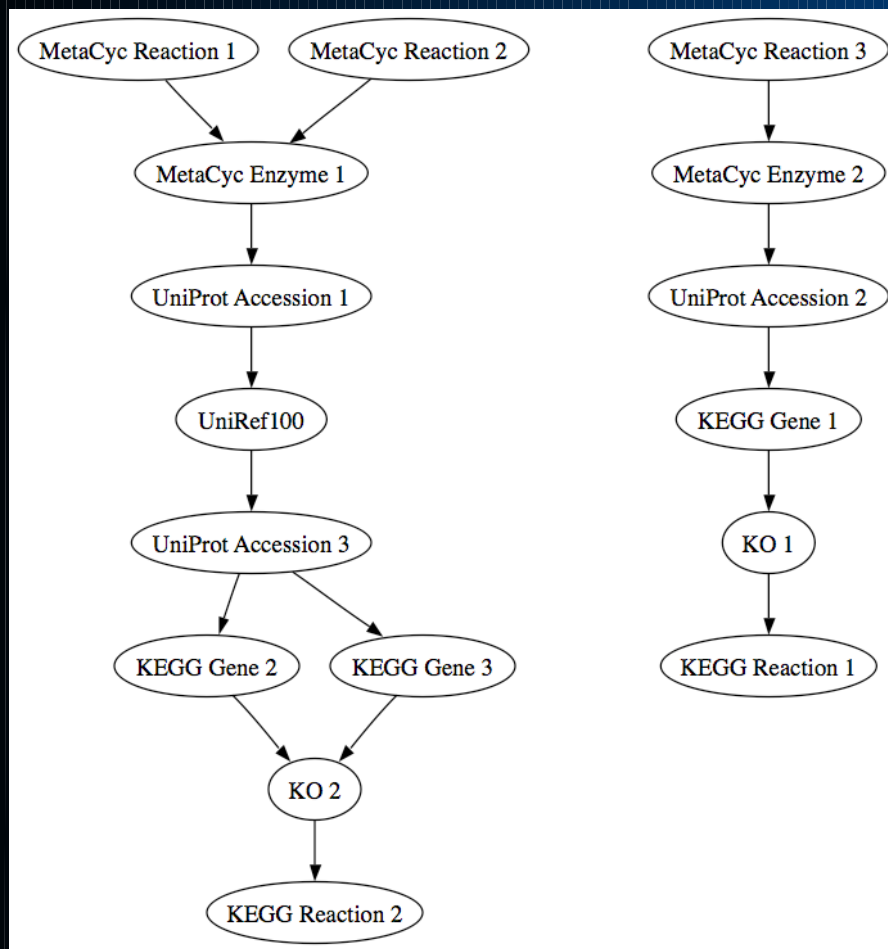 MetaCyc Reaction 1
MetaCyc Reaction 2
MetaCyc Reaction 3
MetaCyc Enzyme 1
MetaCyc Enzyme 2
UniProt Accession 1
UniProt Accession 2
UniRef100
KEGG Gene 1
UniProt Accession 3
KO 1
KEGG Gene 2
KEGG Gene 3
KEGG Reaction 1
KO 2
KEGG Reaction 2